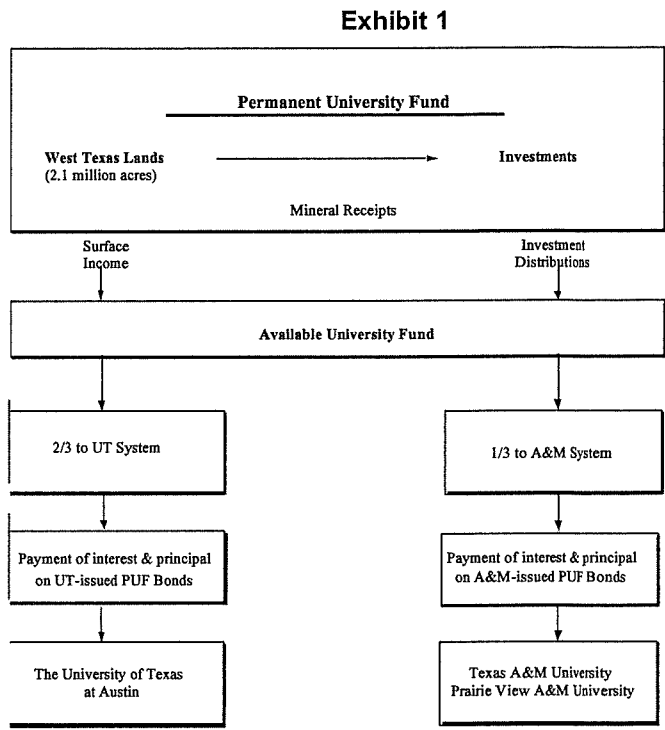 Exhibit 1
Permanent University Fund
West Texas Lands
(2.1 million acres)
Investments
Mineral Receipts
Surface
Income
Investment
Distributions
Available University Fund
2/3 to UT System
1/3 to A&M System
Payment of interest & principal
on UT-issued PUF Bonds
Payment of interest & principal
on A&M-issued PUF Bonds
The University of Texas
at Austin
Texas A&M University
Prairie View A&M University